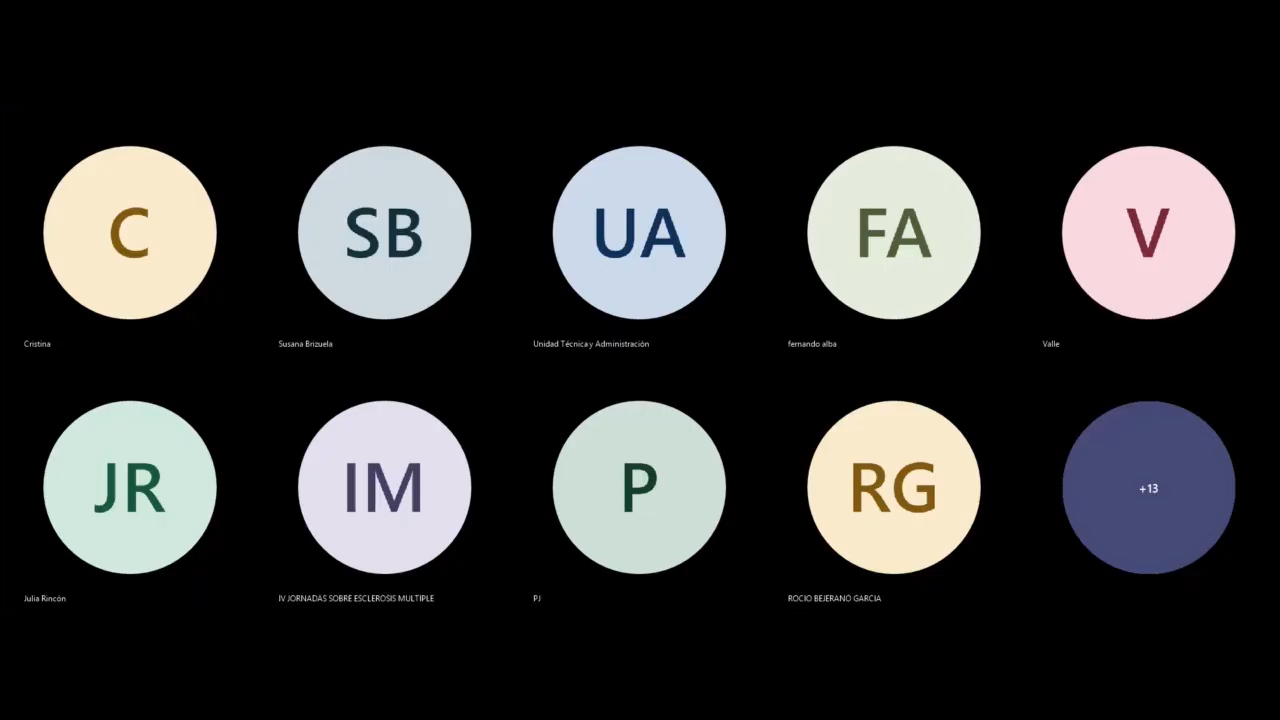 C
SB
UA
FA
V
Cristina
Susana Brizuela
Unidad Técnica y Administración
fernando alba
Valle
JR
IM
P
RG
+13
Julia Rincón
IV JORNADAS SOBRE ESCLEROSIS MULTIPLE
PJ
ROCIO BEJERANO GARCIA